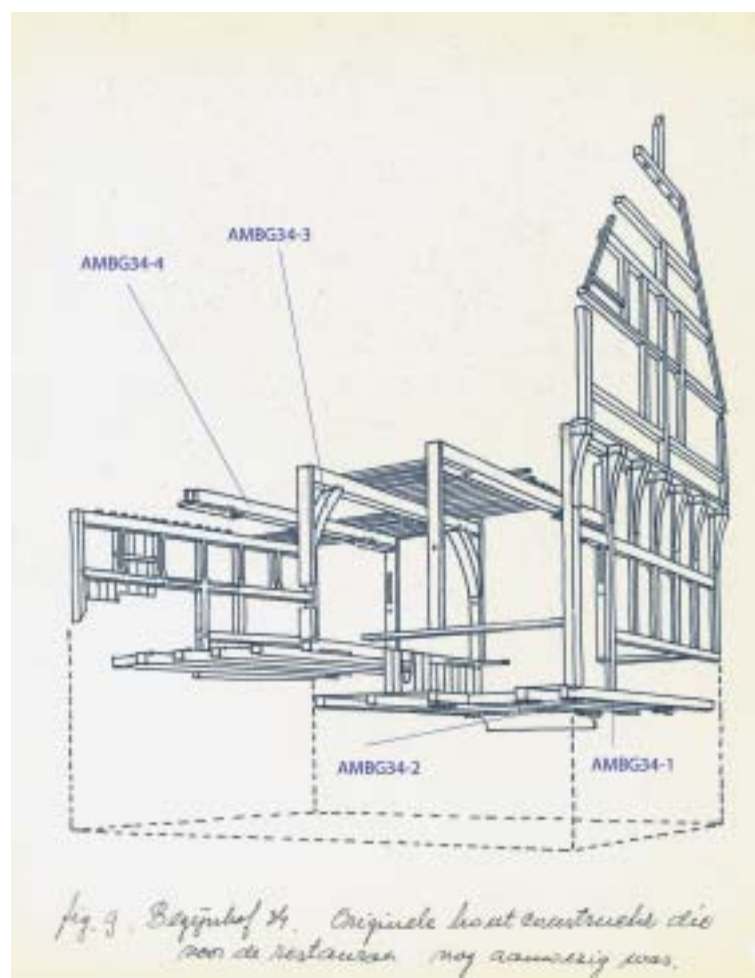 AMBG34-3
AMBG34-4
AMBG34-2
AMBG34-1
fig. 9. Begijnhof 34. Originele hout constructie die
voor de restauratie nog aanwezig was.